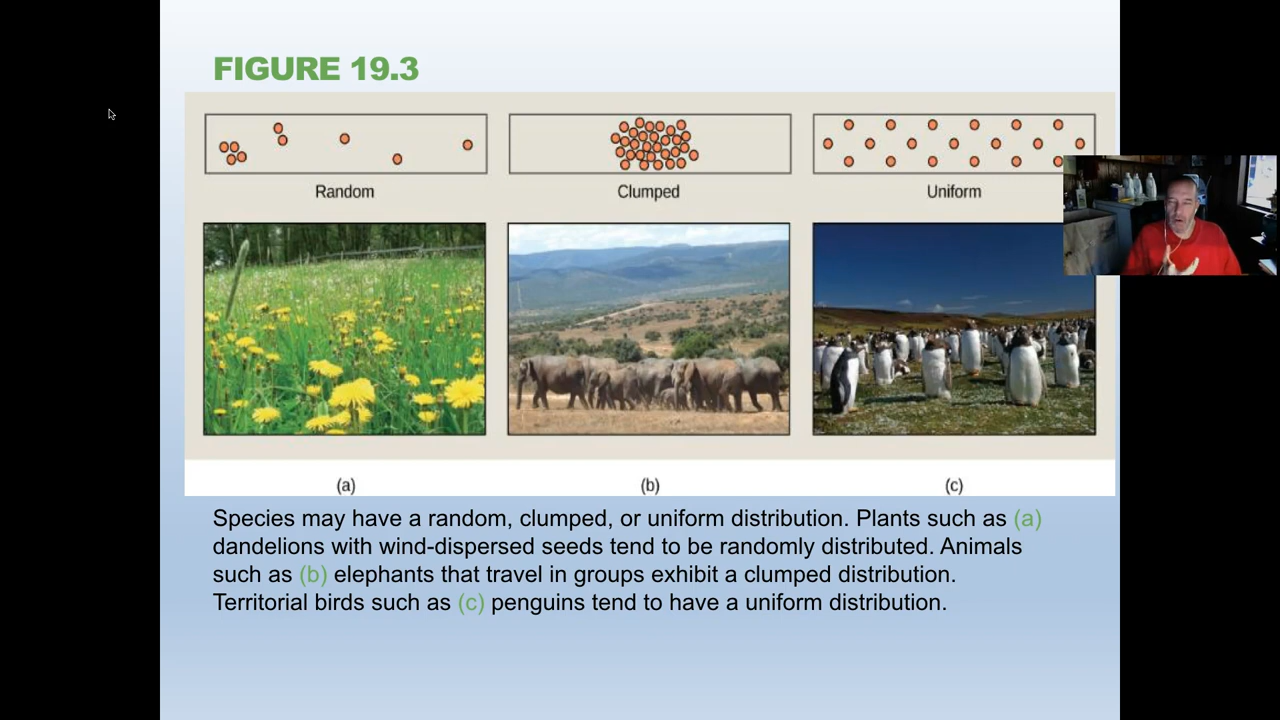 FIGURE 19.3
Random
Clumped
Uniform
(a)
(b)
(c)
Species may have a random, clumped, or uniform distribution. Plants such as (a)
dandelions with wind-dispersed seeds tend to be randomly distributed. Animals
such as (b) elephants that travel in groups exhibit a clumped distribution.
Territorial birds such as (c) penguins tend to have a uniform distribution.